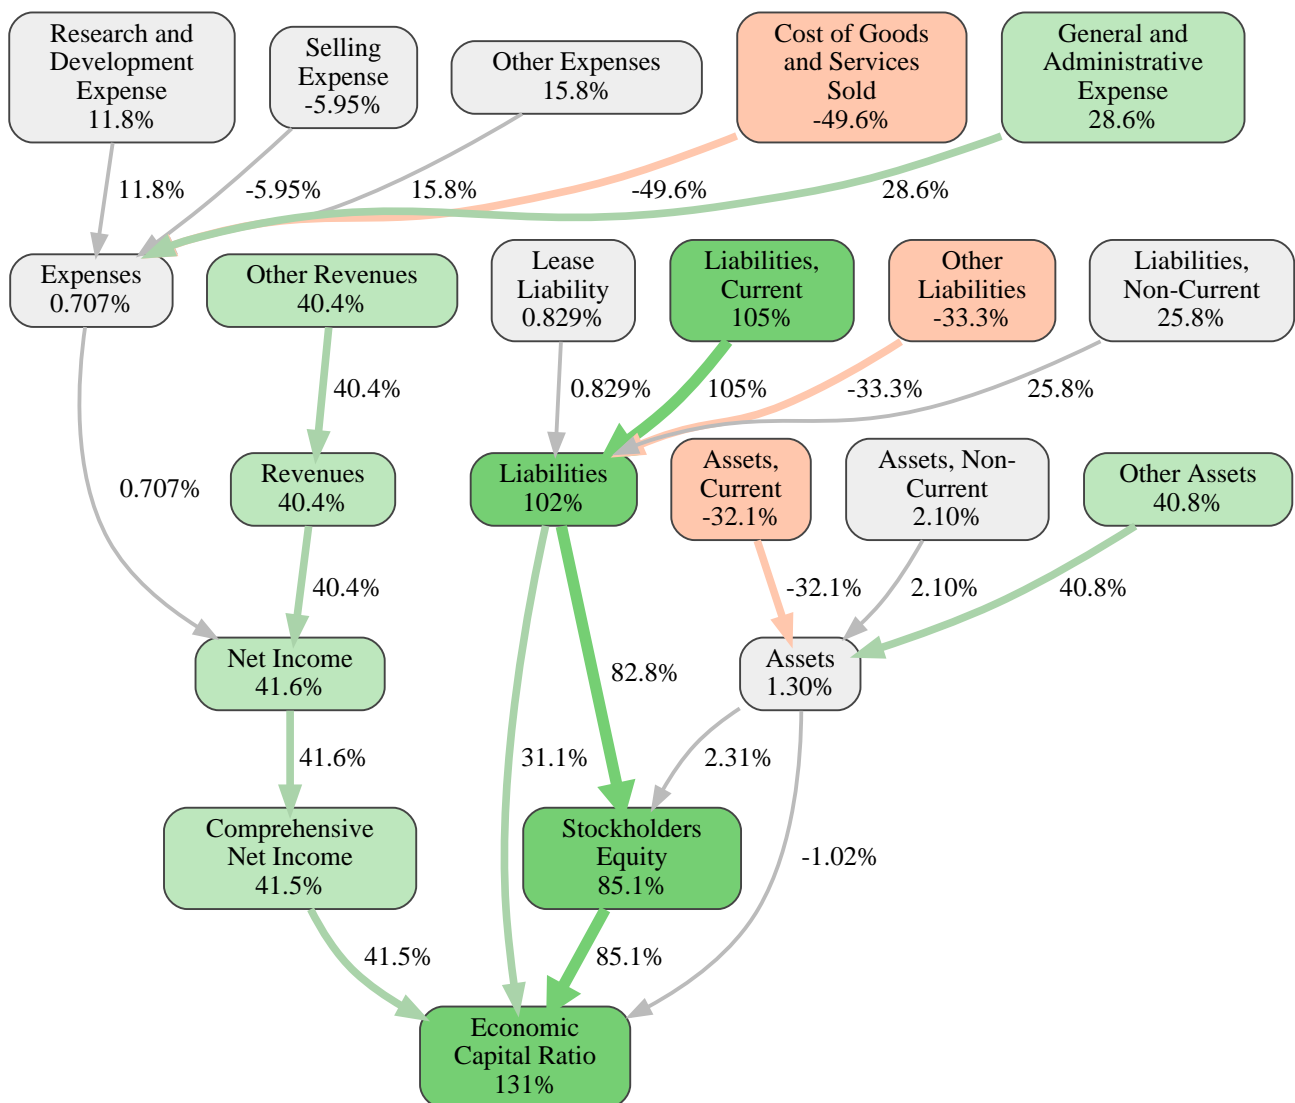 Research and
Development
Expense
11.8%
Selling
Expense
-5.95%
Other Expenses
15.8%
Cost of Goods
and Services
Sold
-49.6%
General and
Administrative
Expense
28.6%
11.8%
-5.95%
15.8%
-49.6%
28.6%
Expenses
0.707%
Other Revenues
40.4%
Lease
Liability
0.829%
Liabilities,
Current
105%
Other
Liabilities
-33.3%
Liabilities,
Non-Current
25.8%
40.4%
0.829%
105%
-33.3%
25.8%
0.707%
Revenues
40.4%
Liabilities
102%
Assets,
Current
-32.1%
Assets, Non-
Current
2.10%
Other Assets
40.8%
40.4%
-32.1%
2.10%
40.8%
Net Income
41.6%
82.8%
Assets
1.30%
41.6%
31.1%
2.31%
Comprehensive
Net Income
41.5%
Stockholders
Equity
85.1%
-1.02%
41.5%
85.1%
Economic
Capital Ratio
131%